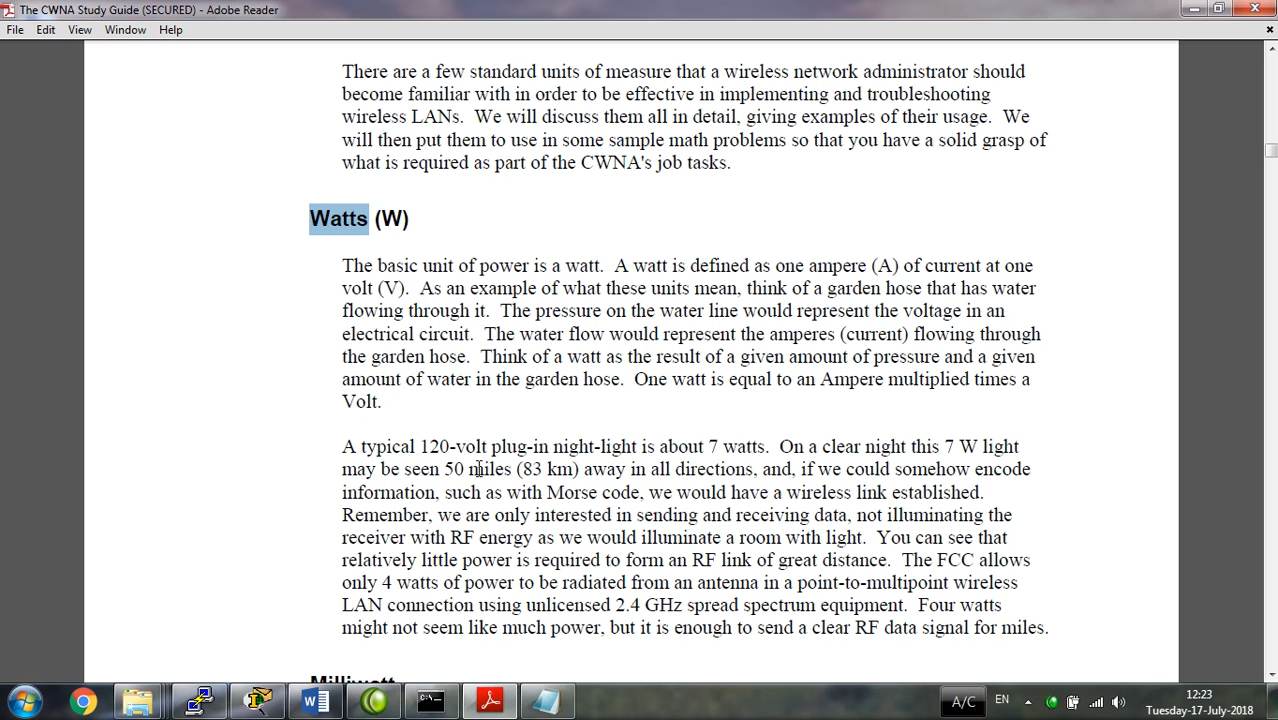 The CWNA Study Guide (SECURED) - Adobe Reader
File Edit View Window Help
There are a few standard units of measure that a wireless network administrator should
become familiar with in order to be effective in implementing and troubleshooting
wireless LANs. We will discuss them all in detail, giving examples of their usage. We
will then put them to use in some sample math problems so that you have a solid grasp of
what is required as part of the CWNA's job tasks.
Watts (W)
The basic unit of power is a watt. A watt is defined as one ampere (A) of current at one
volt (V). As an example of what these units mean, think of a garden hose that has water
flowing through it. The pressure on the water line would represent the voltage in an
electrical circuit. The water flow would represent the amperes (current) flowing through
the garden hose. Think of a watt as the result of a given amount of pressure and a given
amount of water in the garden hose. One watt is equal to an Ampere multiplied times a
Volt.
A typical 120-volt plug-in night-light is about 7 watts. On a clear night this 7 W light
may be seen 50 miles (83 km) away in all directions, and, if we could somehow encode
information, such as with Morse code, we would have a wireless link established.
Remember, we are only interested in sending and receiving data, not illuminating the
receiver with RF energy as we would illuminate a room with light. You can see that
relatively little power is required to form an RF link of great distance. The FCC allows
only 4 watts of power to be radiated from an antenna in a point-to-multipoint wireless
LAN connection using unlicensed 2.4 GHz spread spectrum equipment. Four watts
might not seem like much power, but it is enough to send a clear RF data signal for miles.
Milliwatt
A/C EN 12:23
Tuesday-17-July-2018